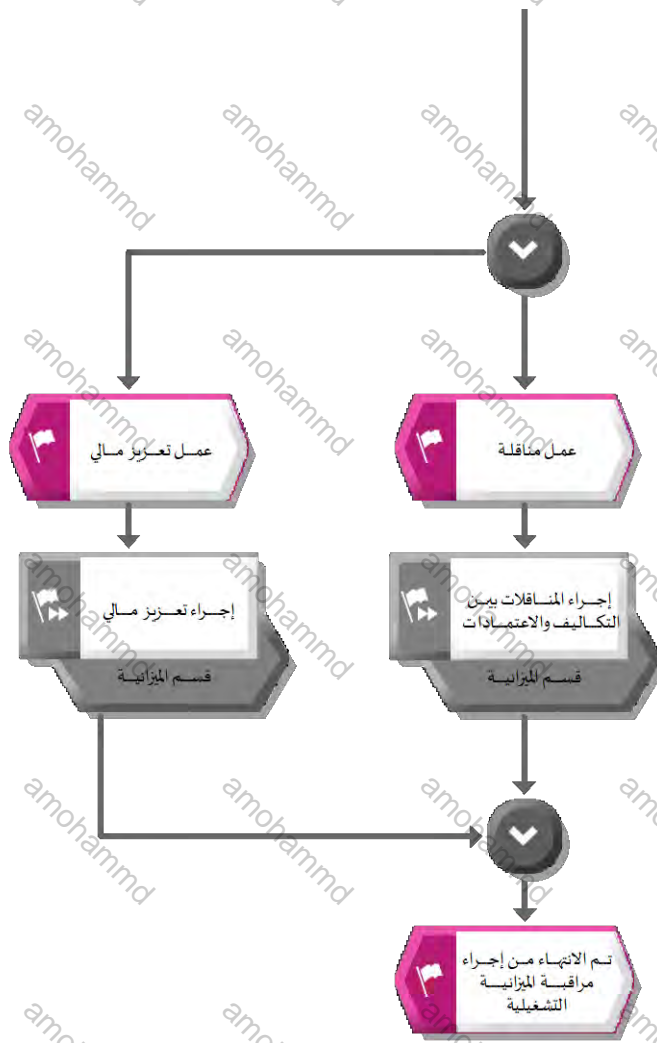 عمل مناقلة
عمل تعزيز مالي
إجراء المناقلات بين
التكاليف والاعتمادات
قسم الميزانية
إجراء تعزيز مالي
قسم الميزانية
تم الانتهاء من إجراء
مراقبة الميزانية
التشغيلية
amohammd